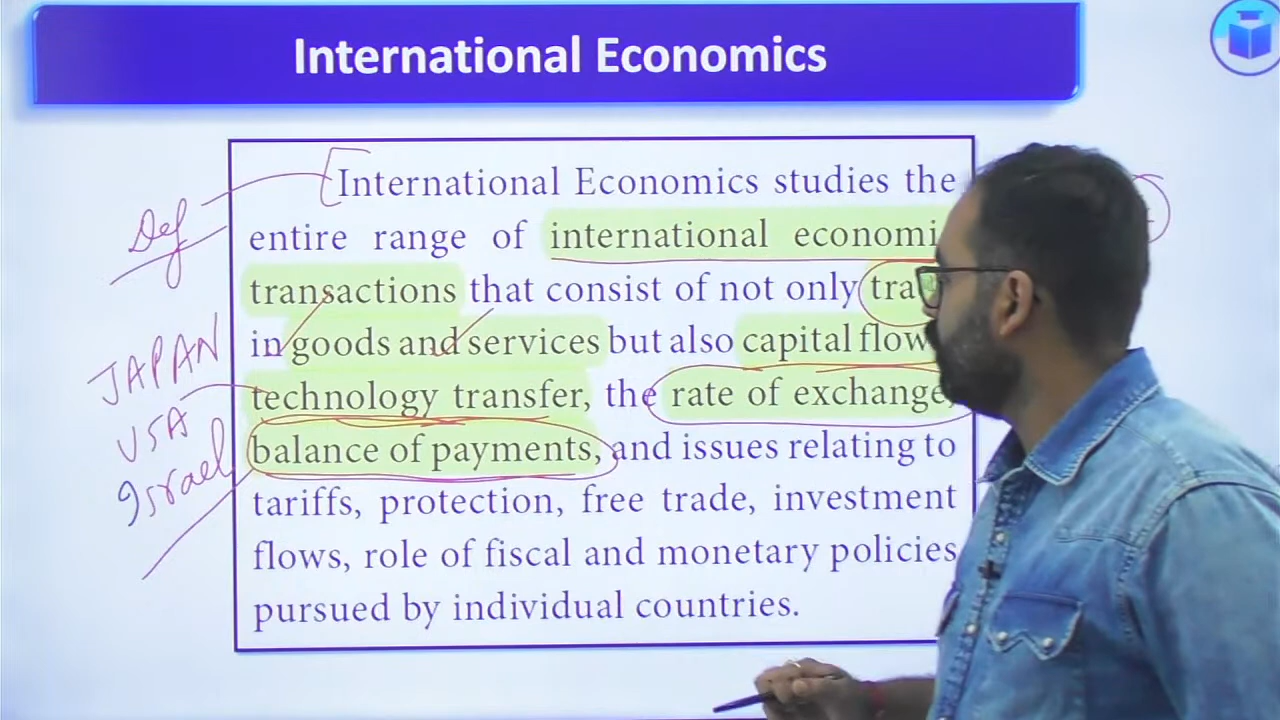 International Economics
International Economics studies the
entire range of international economi
transactions that consist of not only tra
in goods and services but also capital flow
technology transfer, the rate of exchange,
balance of payments, and issues relating to
tariffs, protection, free trade, investment
flows, role of fiscal and monetary policies
pursued by individual countries.
Def
JAPAN
USA
Israel